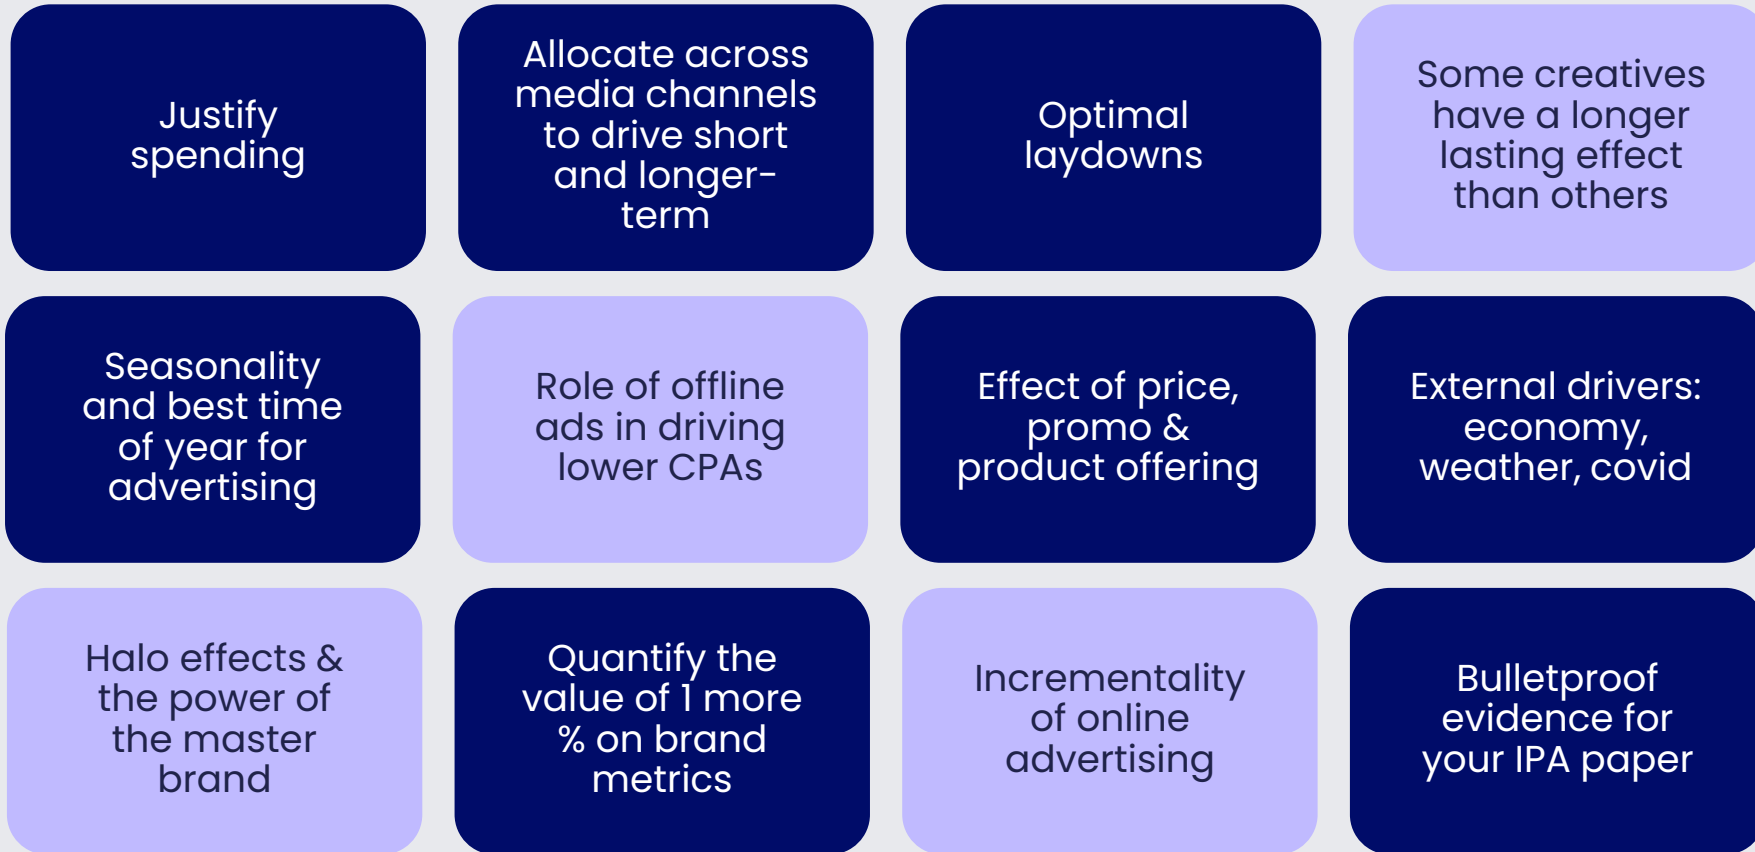 Justify
spending
Allocate across
media channels
to drive short
and longer-
term
Optimal
laydowns
Some creatives
have a longer
lasting effect
than others
Seasonality
and best time
of year for
advertising
Role of offline
ads in driving
lower CPAs
Effect of price,
promo &
product offering
External drivers:
economy,
weather, covid
Halo effects &
the power of
the master
brand
Quantify the
value of 1 more
% on brand
metrics
Incrementality
of online
advertising
Bulletproof
evidence for
your IPA paper